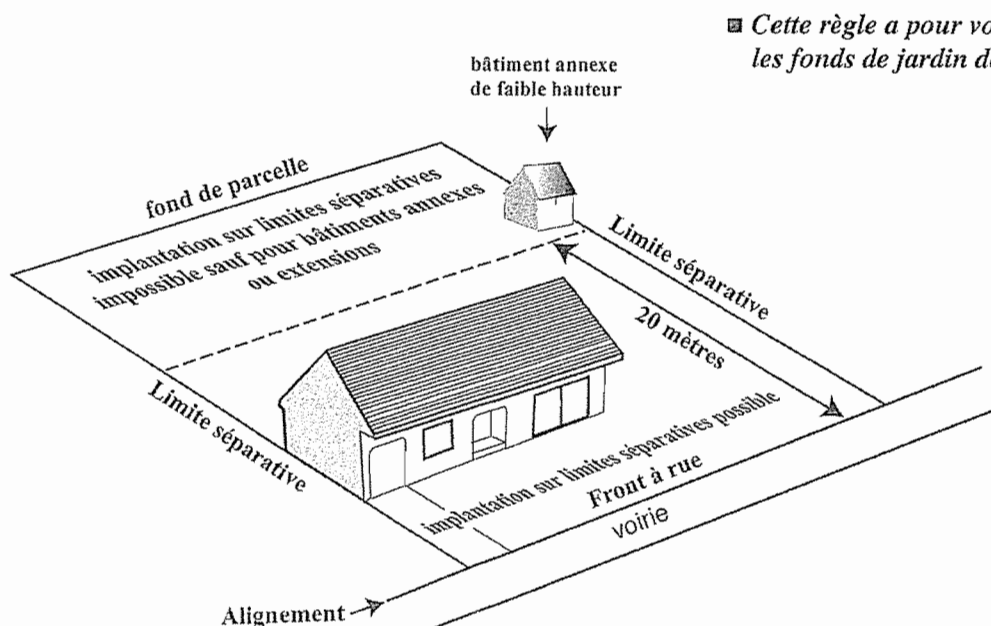 Cette règle a pour
les fonds de jardin
bâtiment annexe
de faible hauteur
fond de parcelle
implantation sur limites séparatives
impossible sauf pour bâtiments annexes
ou extensions
Limite séparative
20 mètres
Limite séparative
implantation sur limites séparatives possible
Front à rue
voirie
Alignement